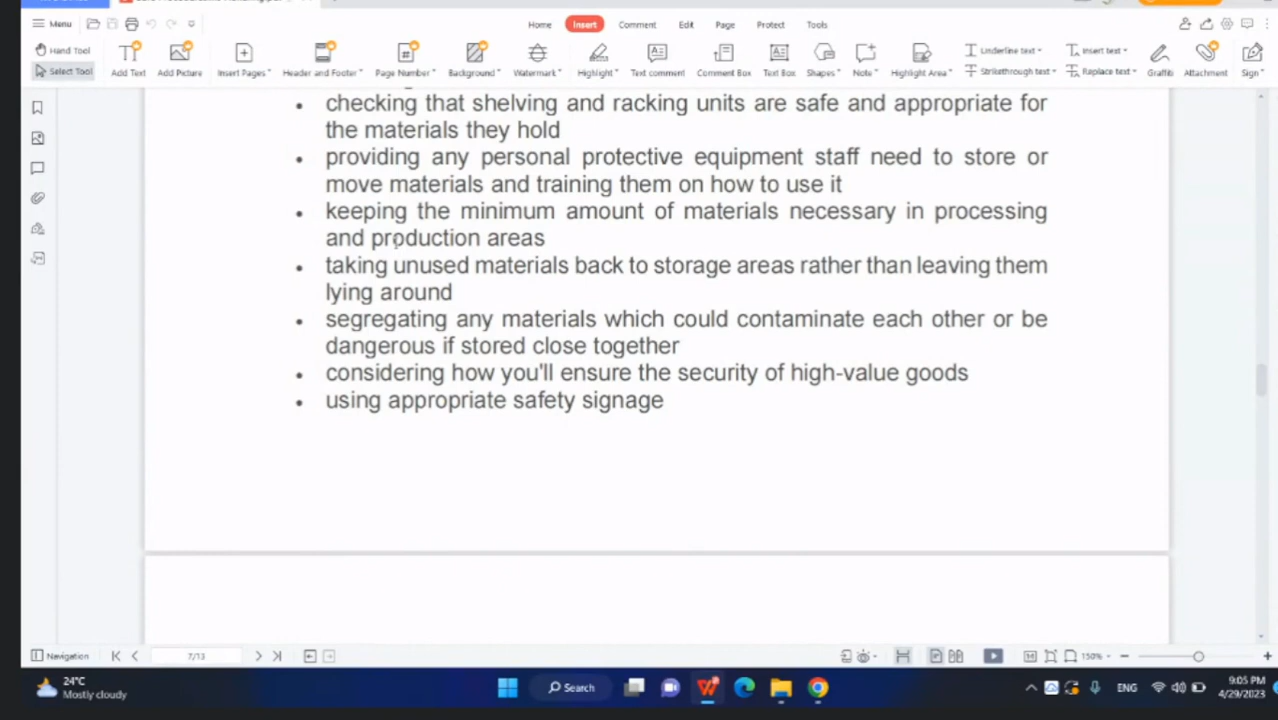 Menu
Home
Insert
Comment
Edit
Page
Protect
Tools
Hand Tool
Select Tool
Add Text
Add Picture
Insert Pages
Header and Footer
Page Number
Background
Watermark
Highlight
Text comment
Comment Box
Text Box
Shapes
Note
Highlight Area
Underline text
Strikethrough text
Insert text
Replace text
Graffiti
Attachment
Sign
• checking that shelving and racking units are safe and appropriate for
the materials they hold
• providing any personal protective equipment staff need to store or
move materials and training them on how to use it
• keeping the minimum amount of materials necessary in processing
and production areas
• taking unused materials back to storage areas rather than leaving them
lying around
• segregating any materials which could contaminate each other or be
dangerous if stored close together
• considering how you'll ensure the security of high-value goods
• using appropriate safety signage
Navigation
7/13
150%
24°C
Mostly cloudy
Search
ENG
9:05 PM
4/29/2023